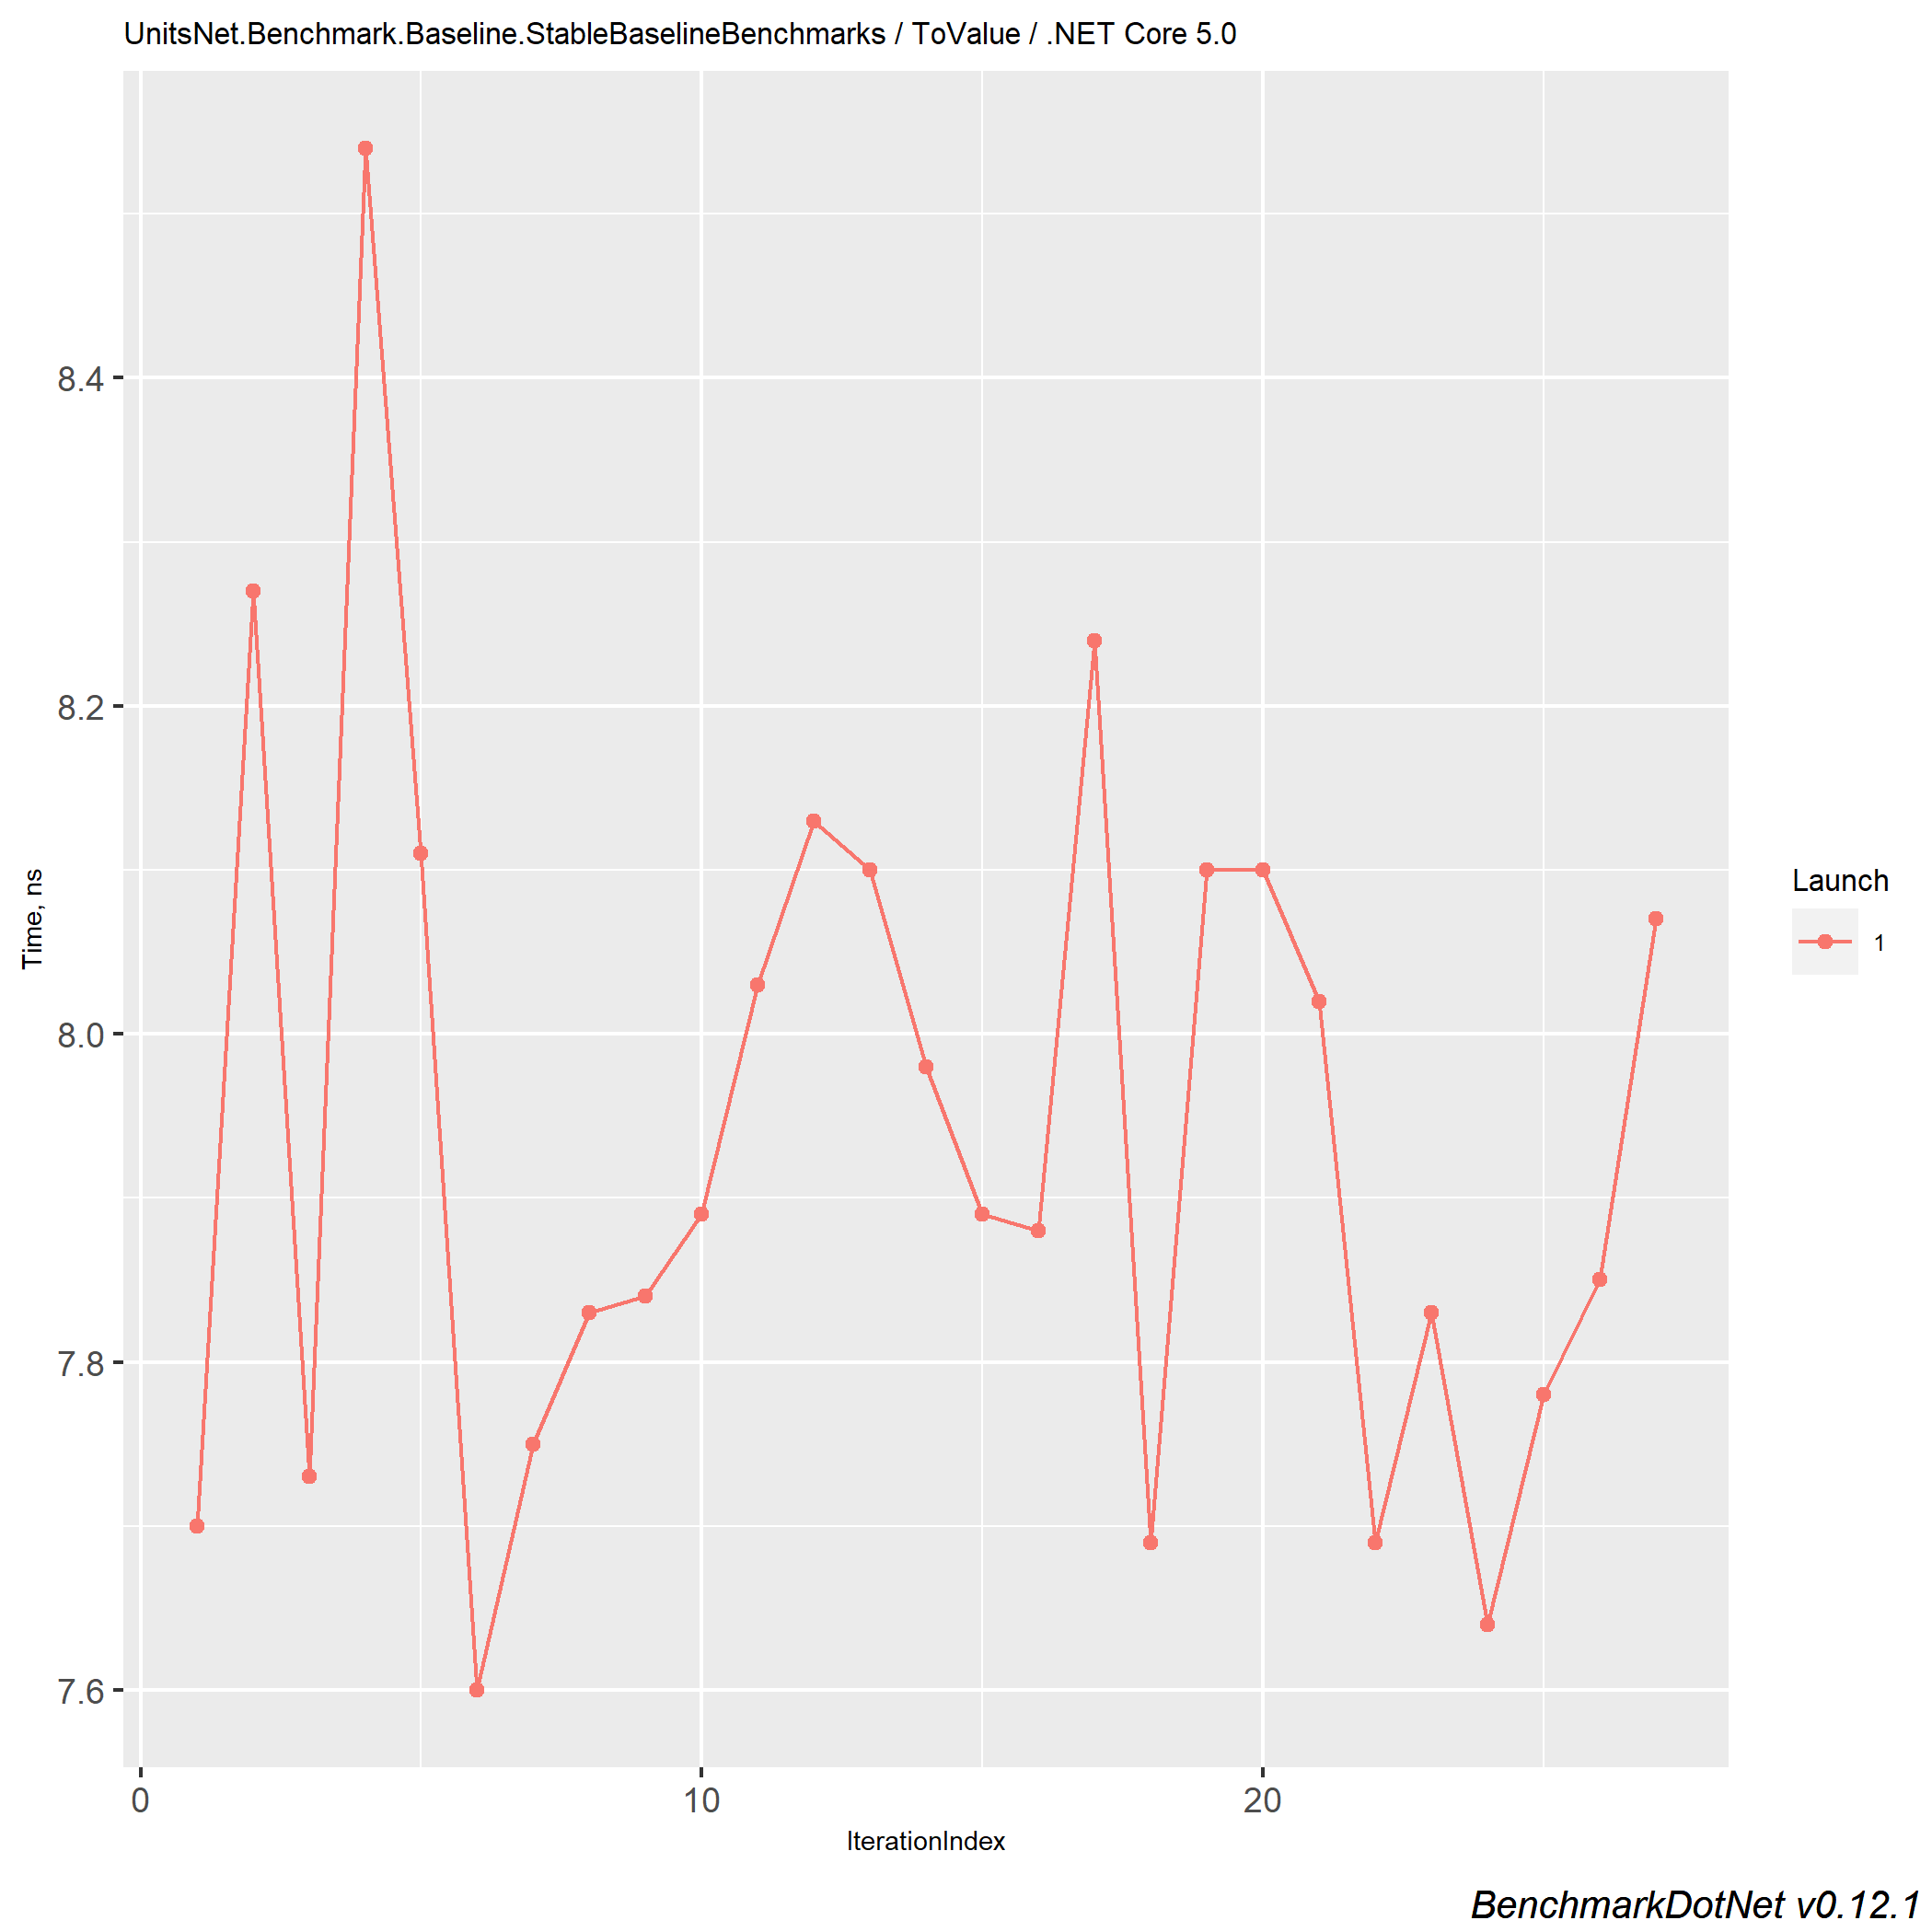 UnitsNet.Benchmark.Baseline.StableBaselineBenchmarks / ToValue / .NET Core 5.0
8.4
8.2
8.0
7.8
7.6
Time, ns
0 10 20
IterationIndex
Launch
1
BenchmarkDotNet v0.12.1